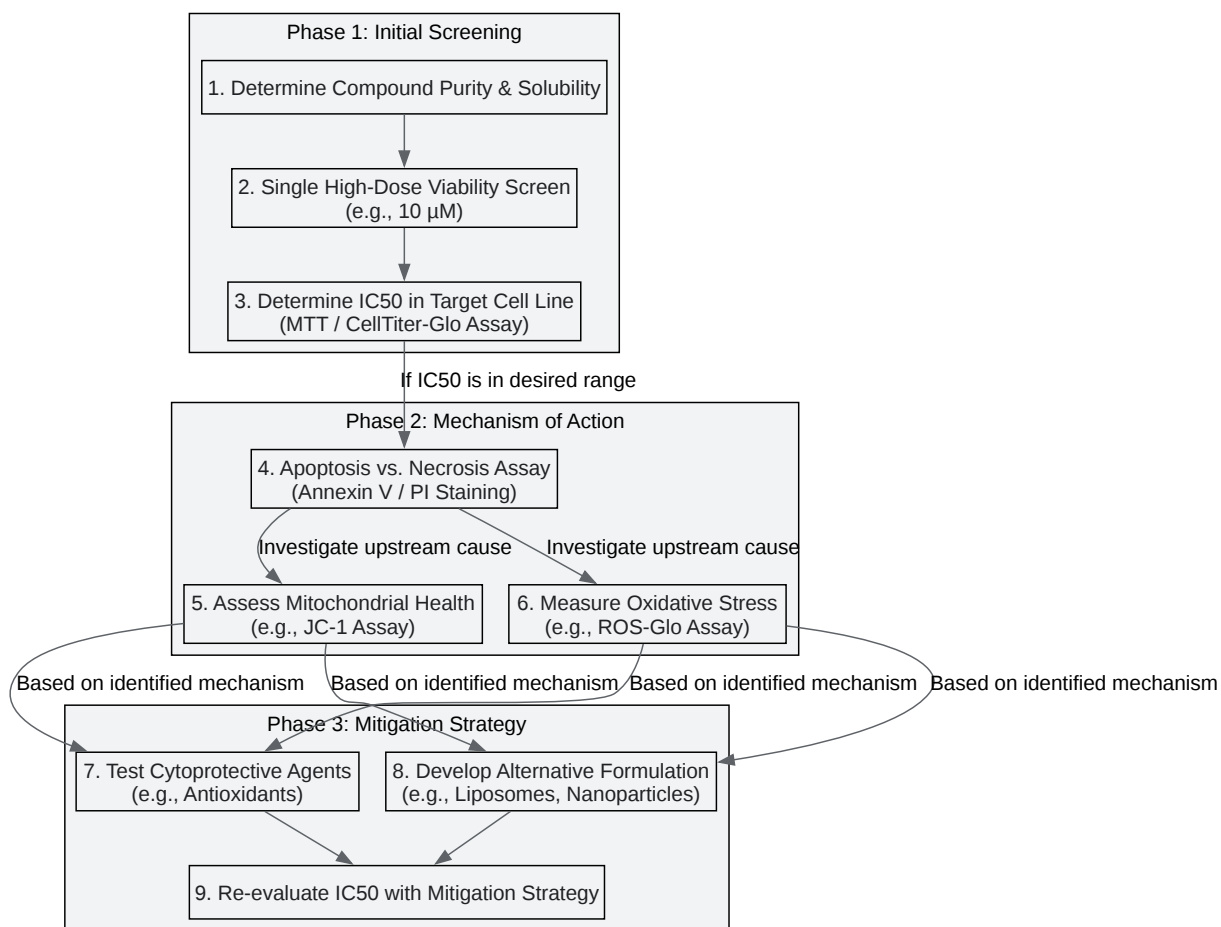 Phase 1: Initial Screening
1. Determine Compound Purity & Solubility
2. Single High-Dose Viability Screen
(e.g., 10 µM)
3. Determine IC50 in Target Cell Line
(MTT / CellTiter-Glo Assay)
If IC50 is in desired range
Phase 2: Mechanism of Action
4. Apoptosis vs. Necrosis Assay
(Annexin V / PI Staining)
Investigate upstream cause
Investigate upstream cause
5. Assess Mitochondrial Health
(e.g., JC-1 Assay)
6. Measure Oxidative Stress
(e.g., ROS-Glo Assay)
Based on identified mechanism
Based on identified mechanism
Based on identified mechanism
Based on identified mechanism
Phase 3: Mitigation Strategy
7. Test Cytoprotective Agents
(e.g., Antioxidants)
8. Develop Alternative Formulation
(e.g., Liposomes, Nanoparticles)
9. Re-evaluate IC50 with Mitigation Strategy